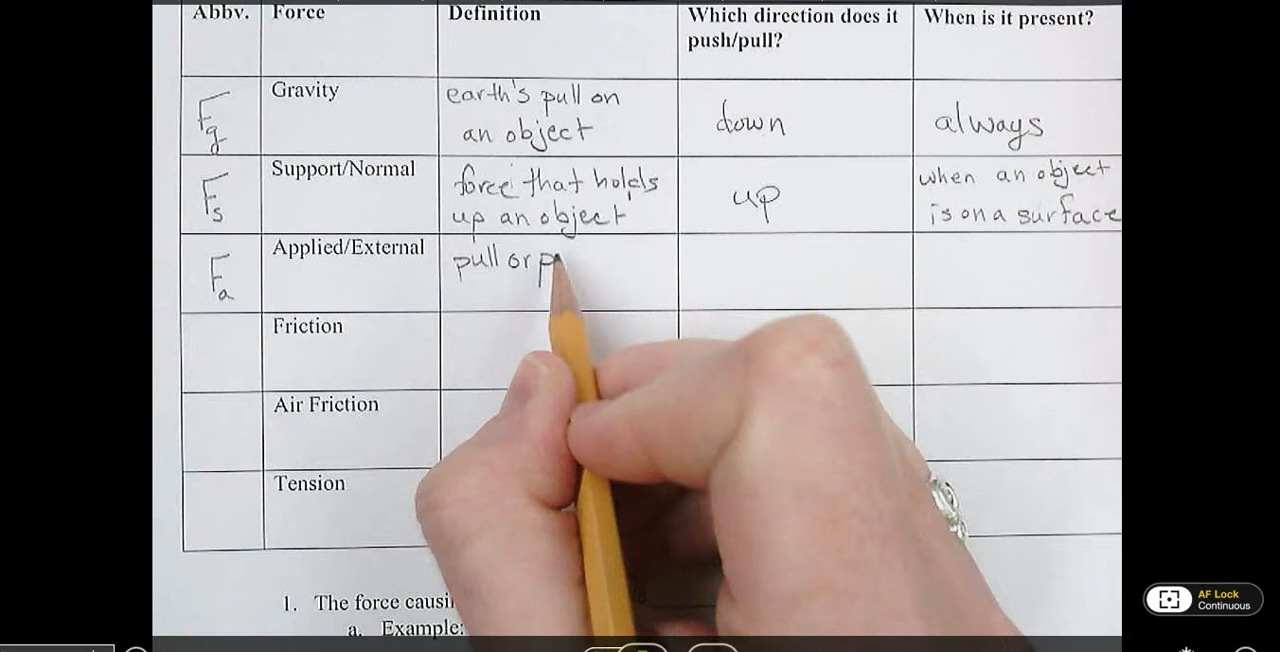 Abbv. Force Definition Which direction does it When is it present?
push/pull?
Gravity earth's pull on
Fg an object down always
Support/Normal force that holds up when an object
Fs up an object is on a surface
Applied/External pull or p
Fa
Friction
Air Friction
Tension
1. The force causi
a. Example:
AF Lock
Continuous